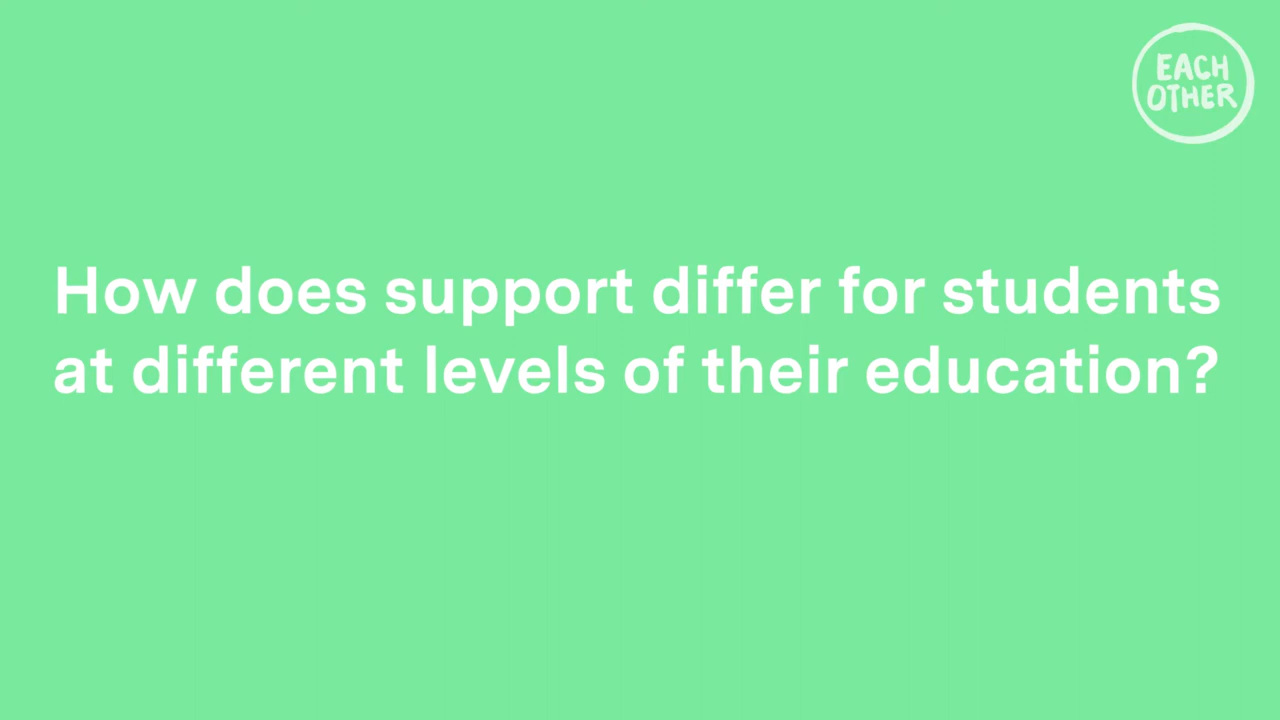 EACH
OTHER
How does support differ for students
at different levels of their education?